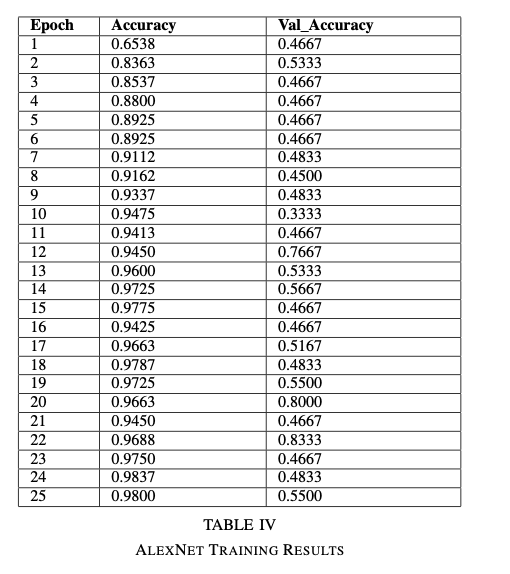 Epoch Accuracy Val_Accuracy
1 0.6538 0.4667
2 0.8363 0.5333
3 0.8537 0.4667
4 0.8800 0.4667
5 0.8925 0.4667
6 0.8925 0.4667
7 0.9112 0.4833
8 0.9162 0.4500
9 0.9337 0.4833
10 0.9475 0.3333
11 0.9413 0.4667
12 0.9450 0.7667
13 0.9600 0.5333
14 0.9725 0.5667
15 0.9775 0.4667
16 0.9425 0.4667
17 0.9663 0.5167
18 0.9787 0.4833
19 0.9725 0.5500
20 0.9663 0.8000
21 0.9450 0.4667
22 0.9688 0.8333
23 0.9750 0.4667
24 0.9837 0.4833
25 0.9800 0.5500
TABLE IV
ALEXNET TRAINING RESULTS